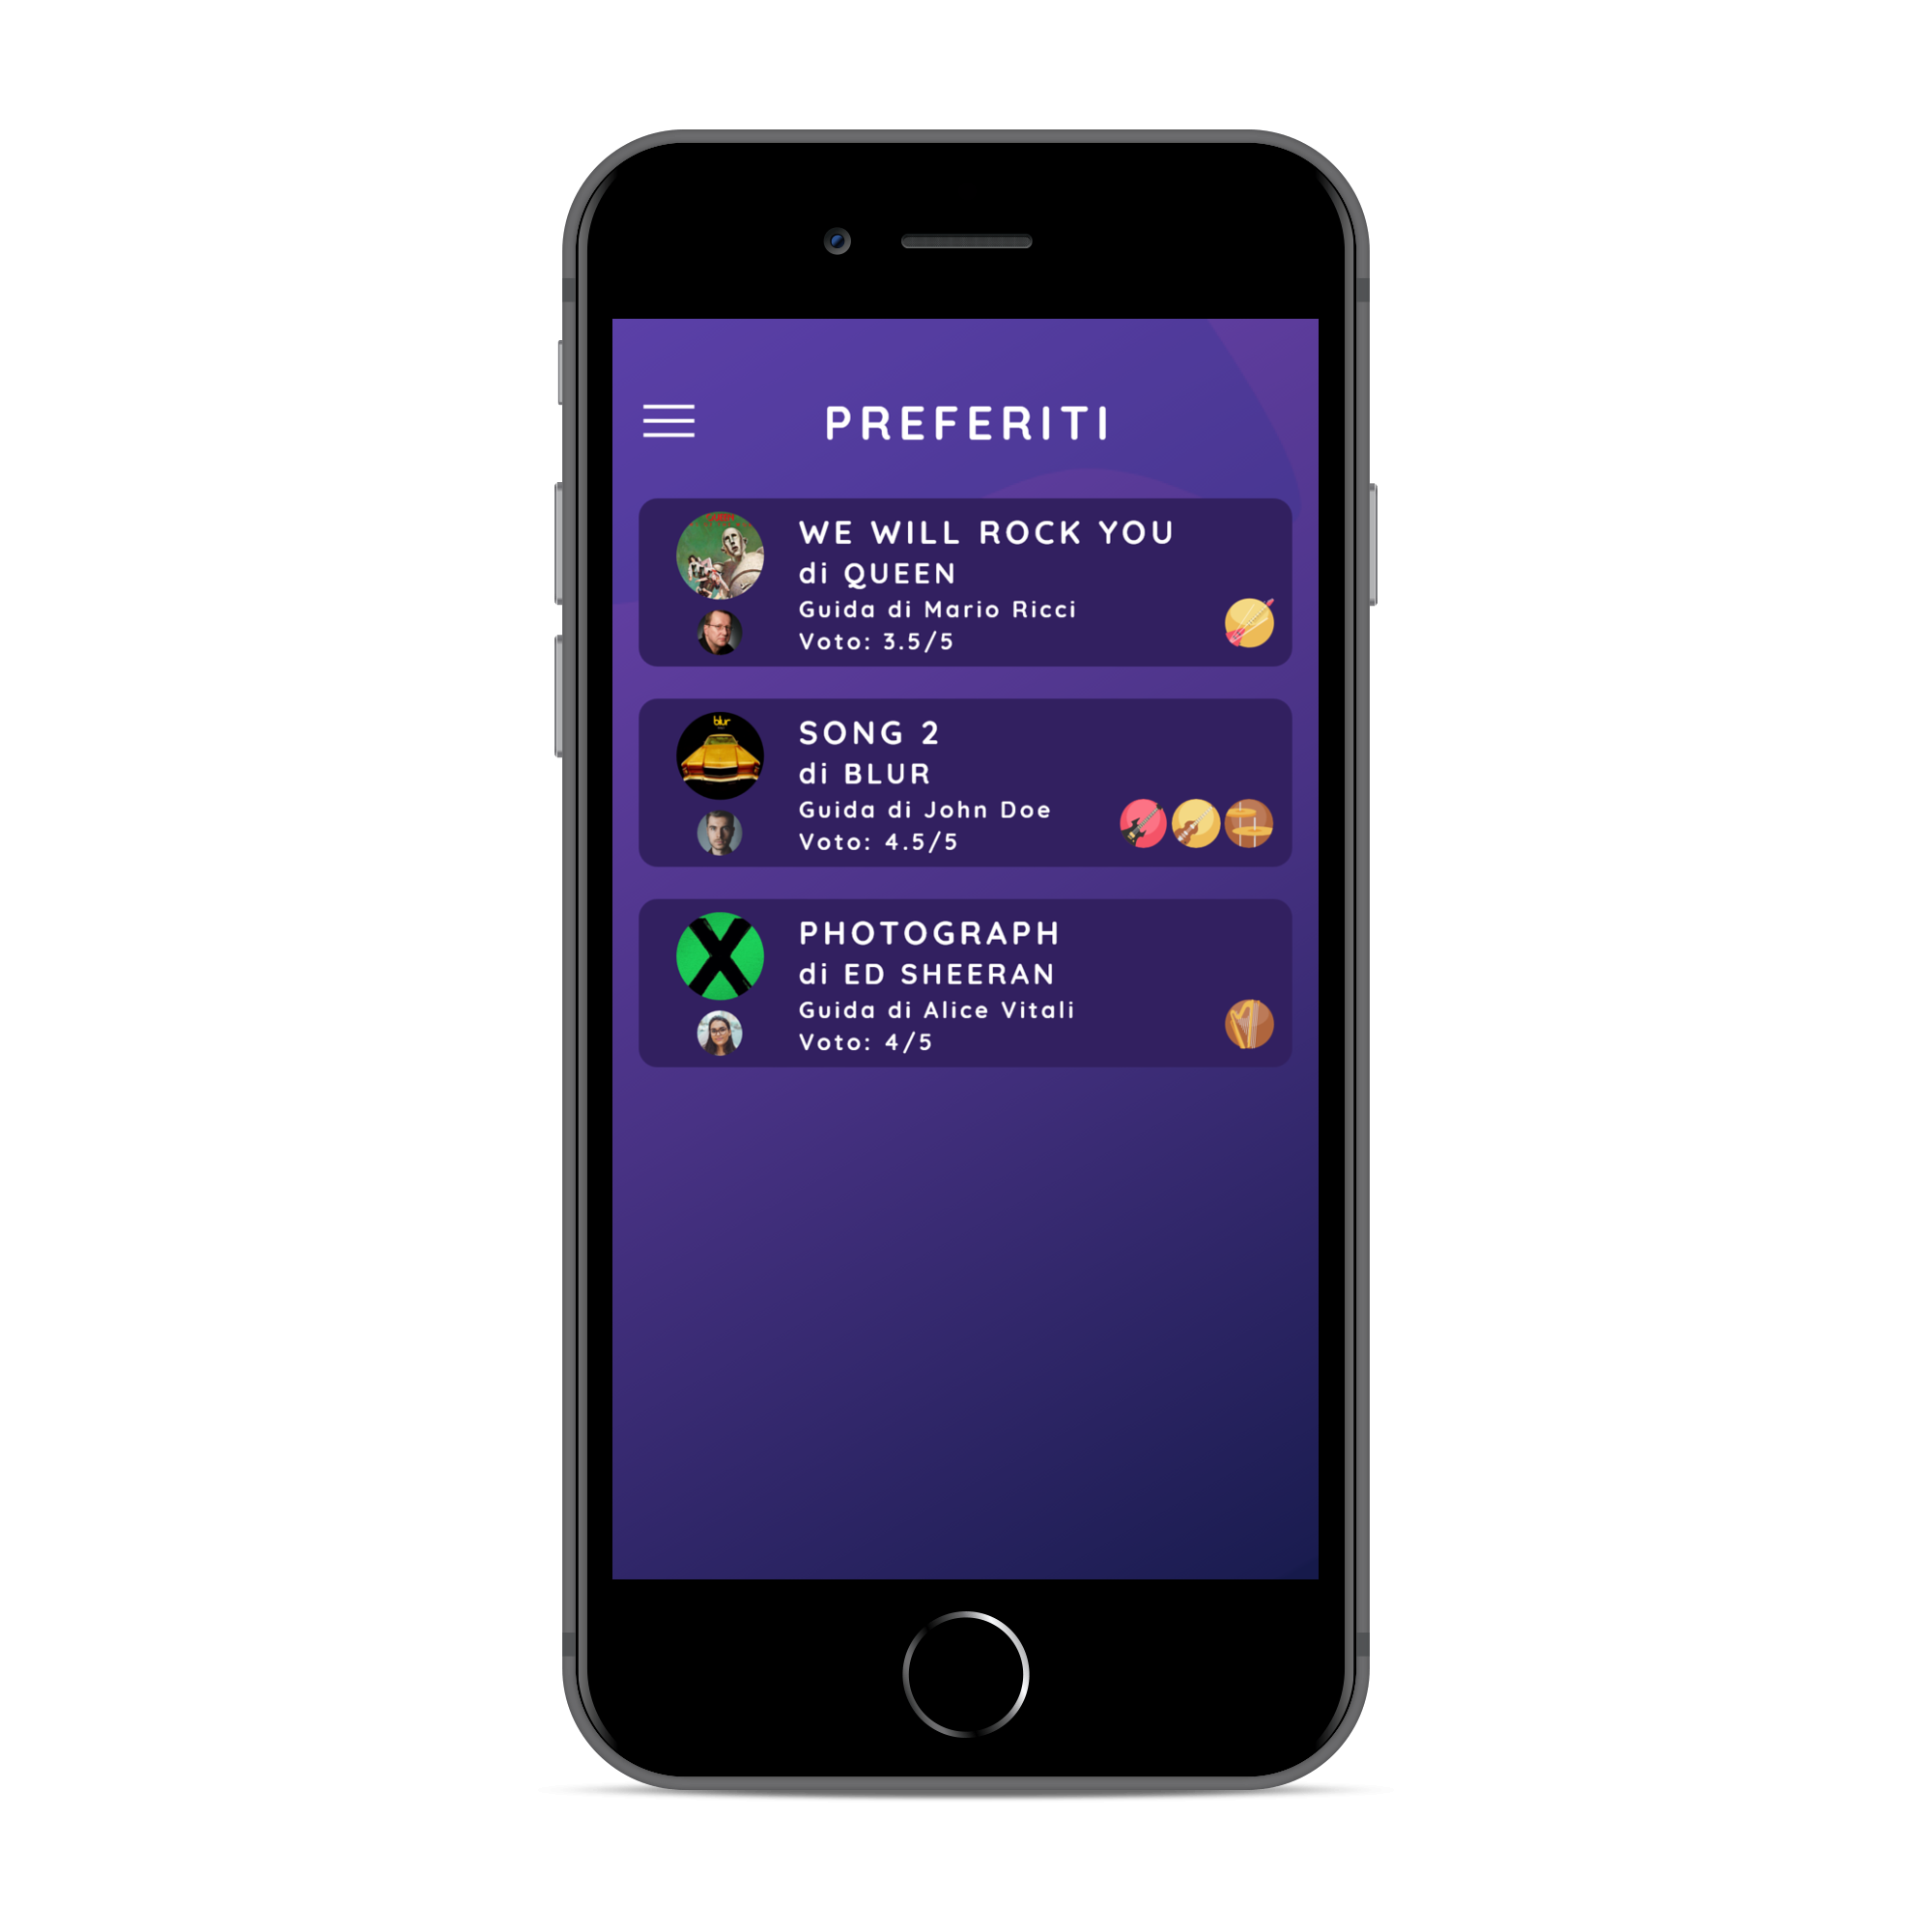 PREFERITI
WE WILL ROCK YOU
di QUEEN
Guida di Mario Ricci
Voto: 3.5/5
blur
SONG 2
di BLUR
Guida di John Doe
Voto: 4.5/5
PHOTOGRAPH
di ED SHEERAN
Guida di Alice Vitali
Voto: 4/5